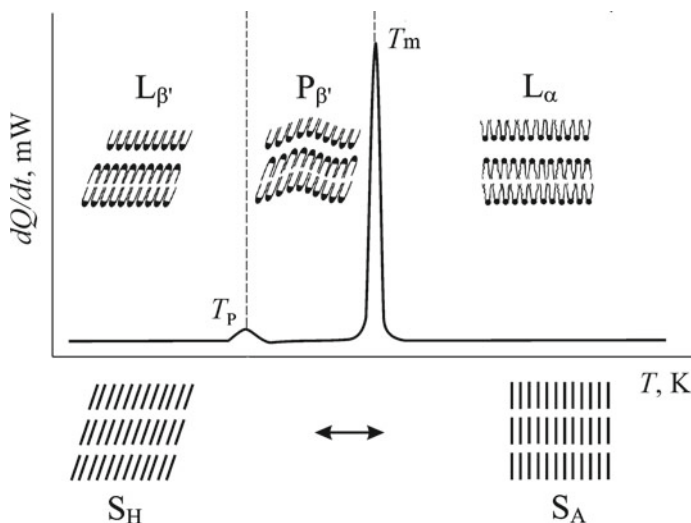 Tm
Lβ'
Pβ'
Lα
dQ/dt, mW
TP
T, K
SH
SA